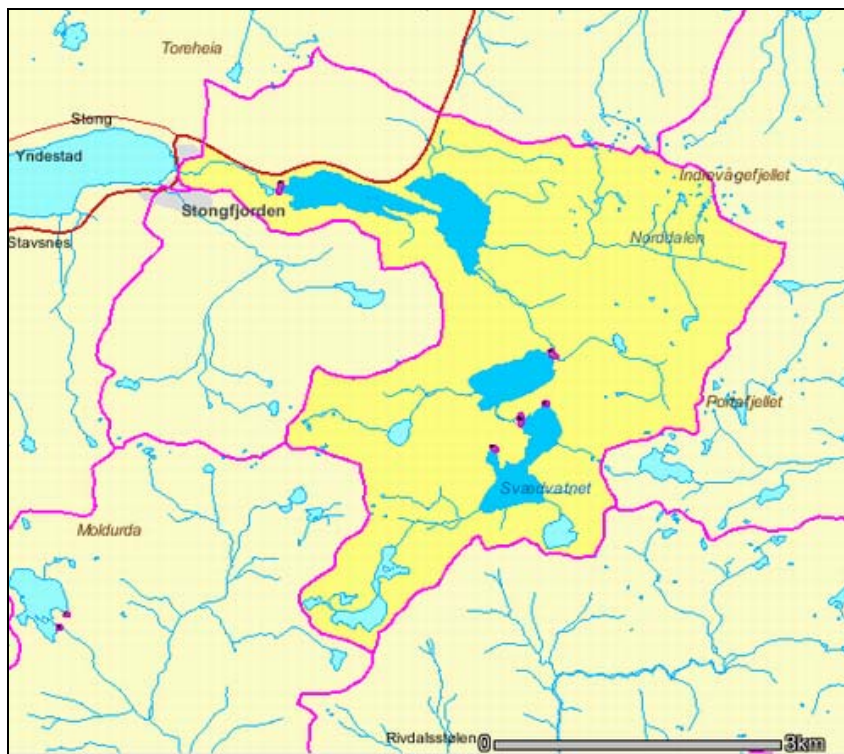 Toreheia
Stong
Yndestad
Indrevågefjellet
Stongfjorden
Norddalen
Stavsnes
Portafjellet
Svædvatnet
Moldurda
Rivdalsstølen
0 3km